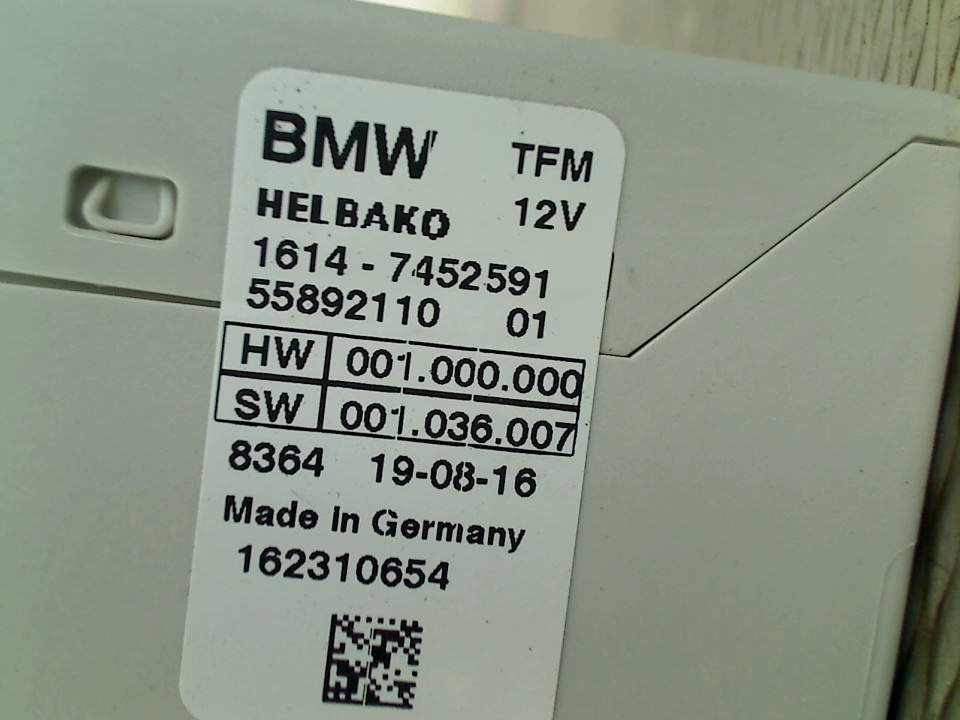 BMW TFM
HELBAKO 12V
1614 - 7452591
55892110 01
HW 001.000.000
SW 001.036.007
8364 19-08-16
Made in Germany
162310654